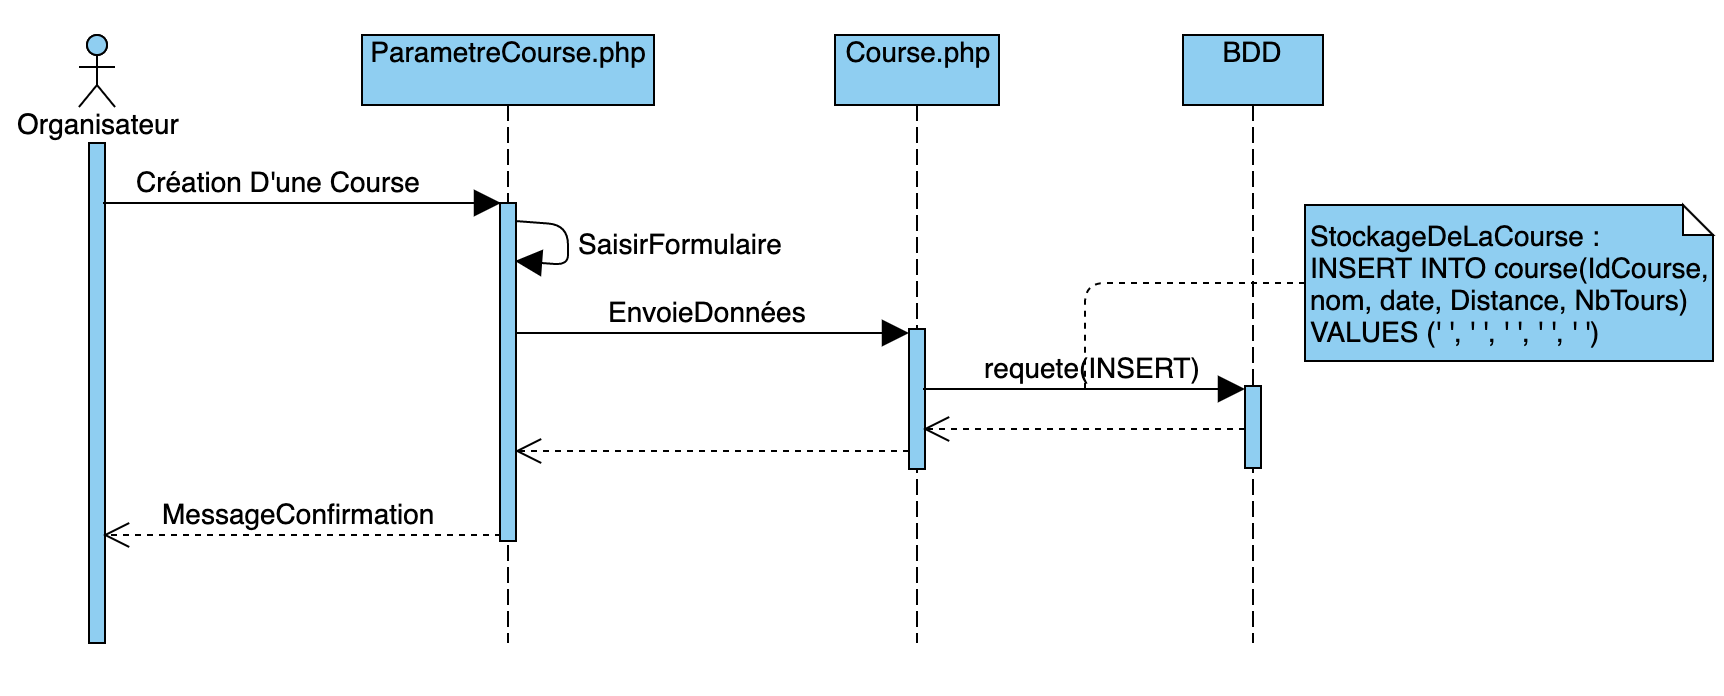 ParametreCourse.php
Course.php
BDD
Organisateur
Création D'une Course
SaisirFormulaire
StockageDeLaCourse :
INSERT INTO course(IdCourse,
nom, date, Distance, NbTours)
VALUES (' ', ' ', ' ', ' ', ' ')
EnvoieDonnées
requete(INSERT)
MessageConfirmation